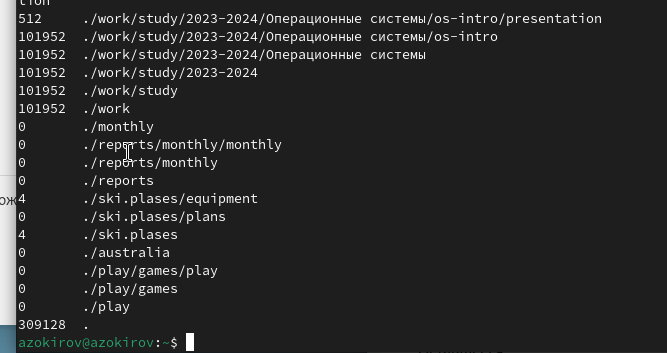 tion
512 ./work/study/2023-2024/Операционные системы/os-intro/presentation
101952 ./work/study/2023-2024/Операционные системы/os-intro
101952 ./work/study/2023-2024/Операционные системы
101952 ./work/study/2023-2024
101952 ./work/study
101952 ./work
0 ./monthly
0 ./reports/monthly/monthly
0 ./reports/monthly
0 ./reports
4 ./ski.plases/equipment
0 ./ski.plases/plans
4 ./ski.plases
0 ./australia
0 ./play/games/play
0 ./play/games
0 ./play
309128 .
azokirov@azokirov:~$